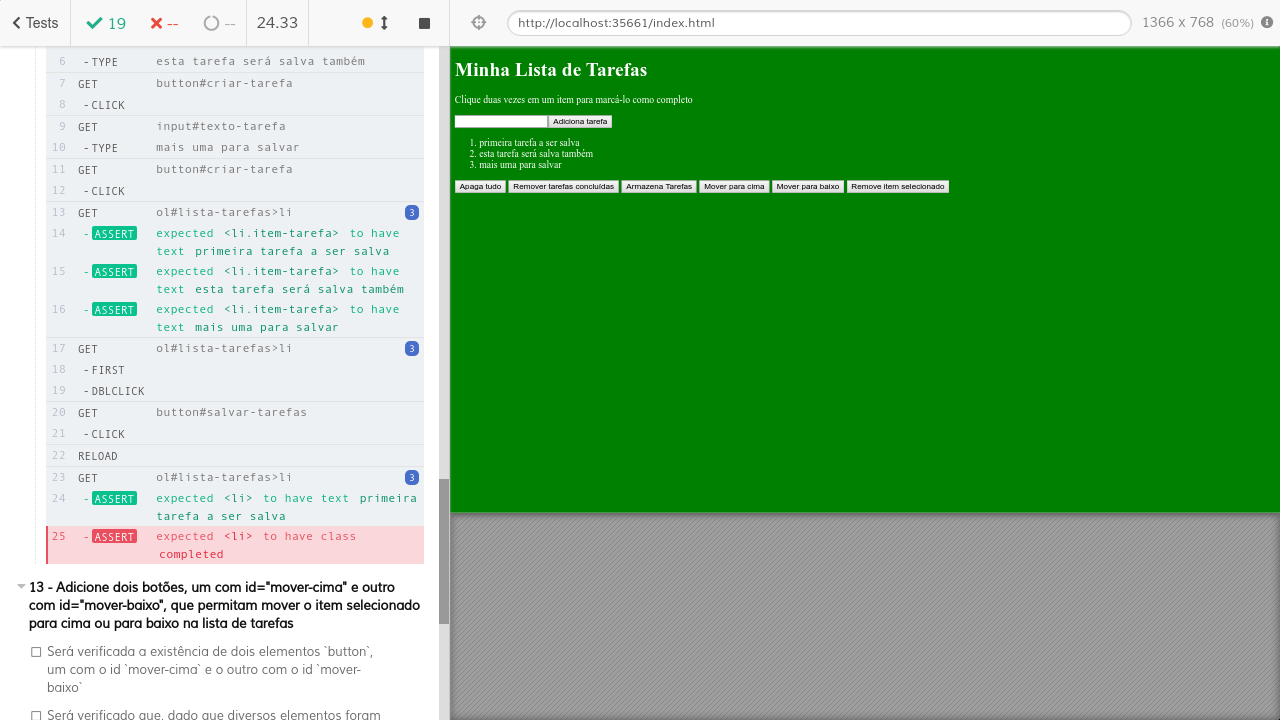 Tests
19
--
--
24.33
http://localhost:35661/index.html
1366 x 768 (60%)
6 -TYPE esta tarefa será salva também
7 GET button#criar-tarefa
8 -CLICK
9 GET input#texto-tarefa
10 -TYPE mais uma para salvar
11 GET button#criar-tarefa
12 -CLICK
13 GET ol#lista-tarefas>li 3
14 -ASSERT expected <li.item-tarefa> to have
text primeira tarefa a ser salva
15 -ASSERT expected <li.item-tarefa> to have
text esta tarefa será salva também
16 -ASSERT expected <li.item-tarefa> to have
text mais uma para salvar
17 GET ol#lista-tarefas>li 3
18 -FIRST
19 -DBLCLICK
20 GET button#salvar-tarefas
21 -CLICK
22 RELOAD
23 GET ol#lista-tarefas>li 3
24 -ASSERT expected <li> to have text primeira
tarefa a ser salva
25 -ASSERT expected <li> to have class
completed
13 - Adicione dois botões, um com id="mover-cima" e outro
com id="mover-baixo", que permitam mover o item selecionado
para cima ou para baixo na lista de tarefas
Será verificada a existência de dois elementos `button`,
um com o id `mover-cima` e o outro com o id `mover-
baixo`
Será verificado que, dado que diversos elementos foram
Minha Lista de Tarefas
Clique duas vezes em um item para marcá-lo como completo
Adiciona tarefa
1. primeira tarefa a ser salva
2. esta tarefa será salva também
3. mais uma para salvar
Apaga tudo Remover tarefas concluídas Armazena Tarefas Mover para cima Mover para baixo Remove item selecionado